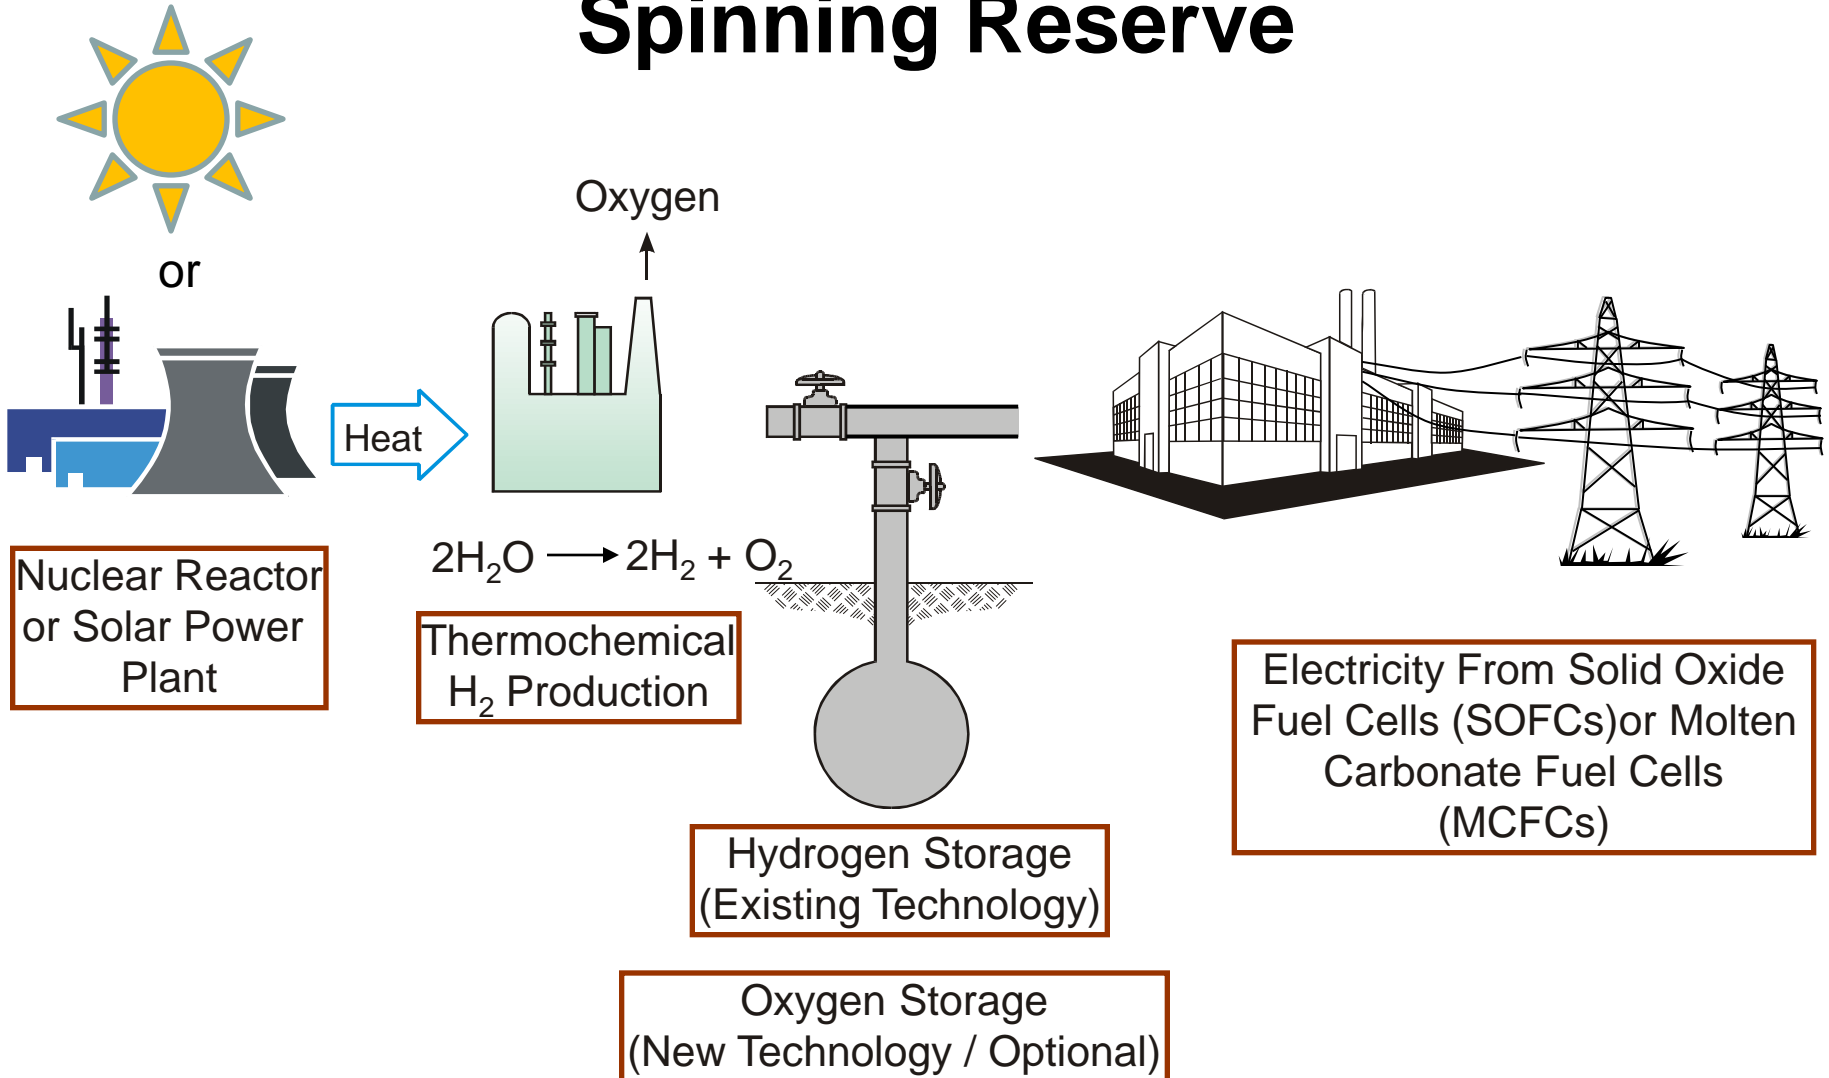 Spinning Reserve
Oxygen
or
Heat
2H₂O → 2H₂ + O₂
Nuclear Reactor
or Solar Power
Plant
Thermochemical
H₂ Production
Hydrogen Storage
(Existing Technology)
Oxygen Storage
(New Technology / Optional)
Electricity From Solid Oxide
Fuel Cells (SOFCs)or Molten
Carbonate Fuel Cells
(MCFCs)